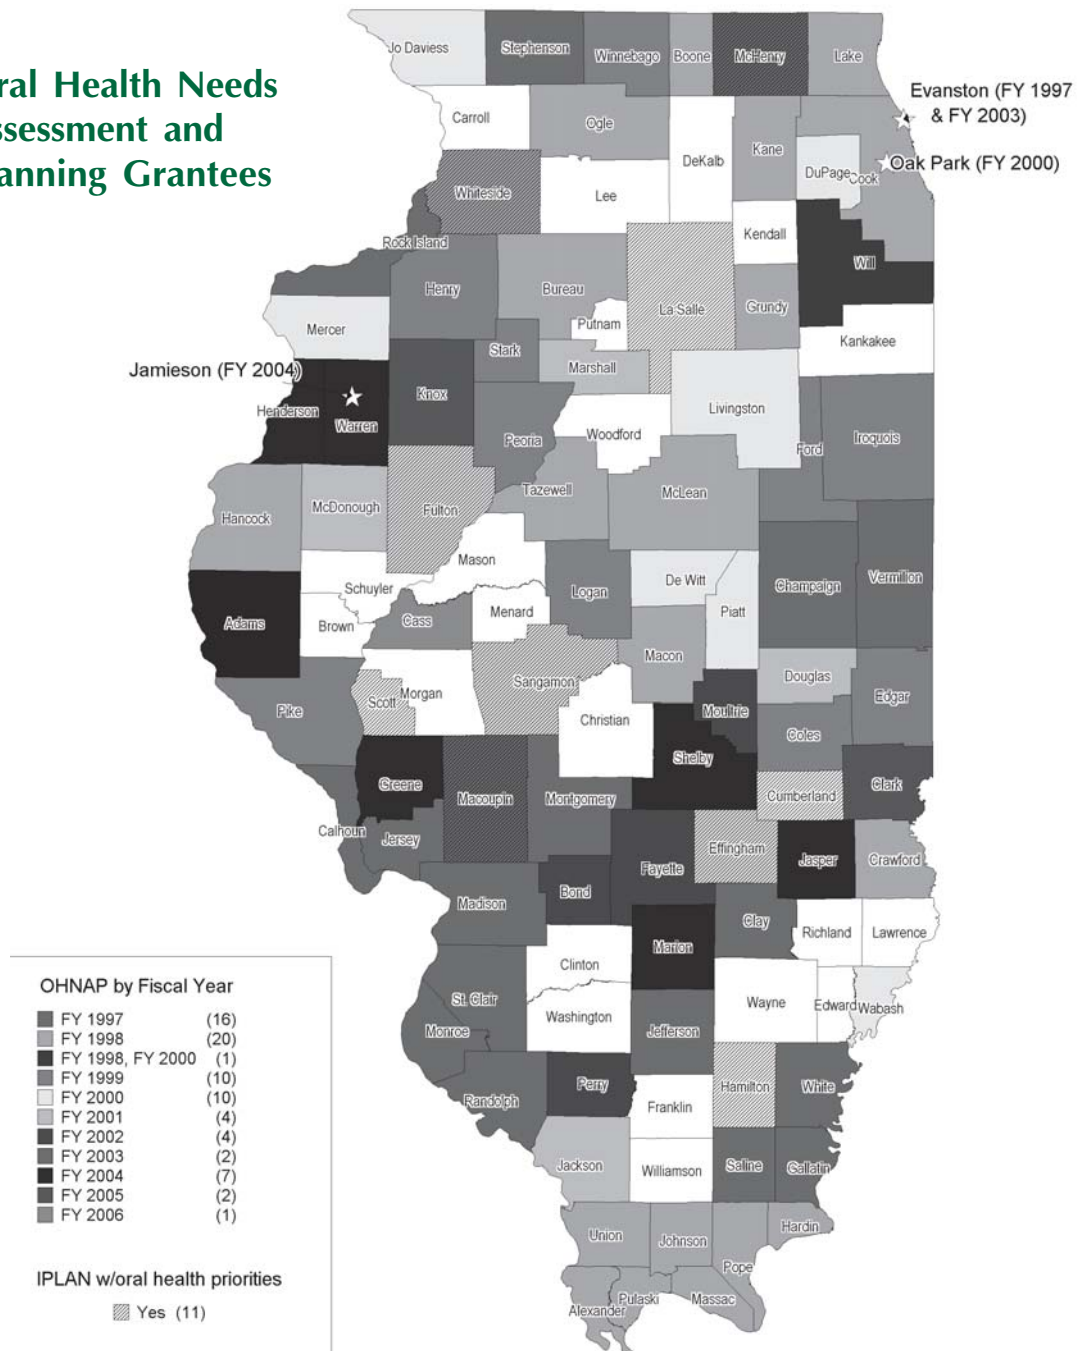 ral Health Needs
ssessment and
anning Grantees
Jo Daviess
Stephenson
Winnebago
Boone
McHenry
Lake
Evanston (FY 1997
& FY 2003)
Carroll
Ogle
DeKalb
Kane
DuPage
Cook
Oak Park (FY 2000)
Whiteside
Lee
Kendall
Rock Island
Will
Henry
Bureau
La Salle
Grundy
Putnam
Mercer
Kankakee
Stark
Marshall
Jamieson (FY 2004)
Knox
Henderson
Warren
Livingston
Peoria
Woodford
Ford
Iroquois
Tazewell
McLean
Hancock
McDonough
Fulton
Mason
Schuyler
Logan
De Witt
Champaign
Vermilion
Adams
Brown
Cass
Menard
Piatt
Macon
Sangamon
Douglas
Scott
Morgan
Edgar
Pike
Christian
Moultrie
Coles
Shelby
Greene
Macoupin
Montgomery
Cumberland
Clark
Calhoun
Jersey
Effingham
Jasper
Crawford
Fayette
Bond
Madison
Clay
Richland
Lawrence
Marion
Clinton
St. Clair
Wayne
Edward
Wabash
Washington
Monroe
Jefferson
Perry
Hamilton
White
Randolph
Franklin
Jackson
Williamson
Saline
Gallatin
Union
Johnson
Hardin
Pope
Alexander
Pulaski
Massac
OHNAP by Fiscal Year
FY 1997 (16)
FY 1998 (20)
FY 1998, FY 2000 (1)
FY 1999 (10)
FY 2000 (10)
FY 2001 (4)
FY 2002 (4)
FY 2003 (2)
FY 2004 (7)
FY 2005 (2)
FY 2006 (1)
IPLAN w/oral health priorities
Yes (11)